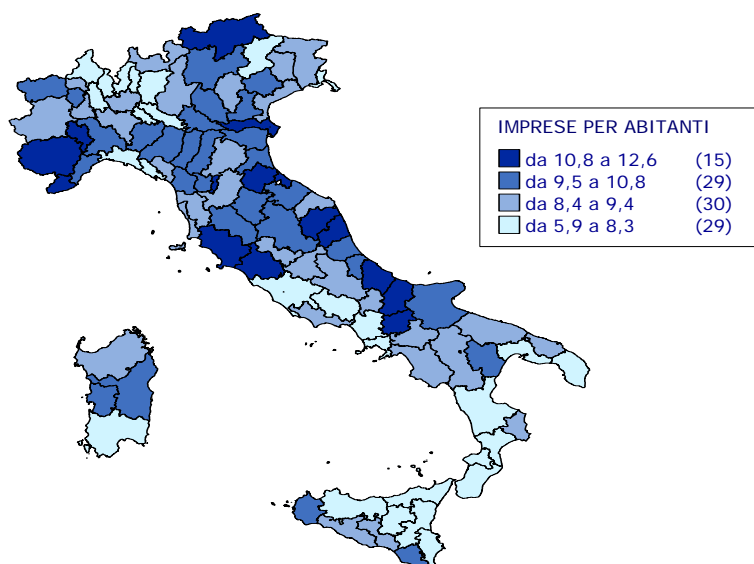 IMPRESE PER ABITANTI
da 10,8 a 12,6 (15)
da 9,5 a 10,8 (29)
da 8,4 a 9,4 (30)
da 5,9 a 8,3 (29)